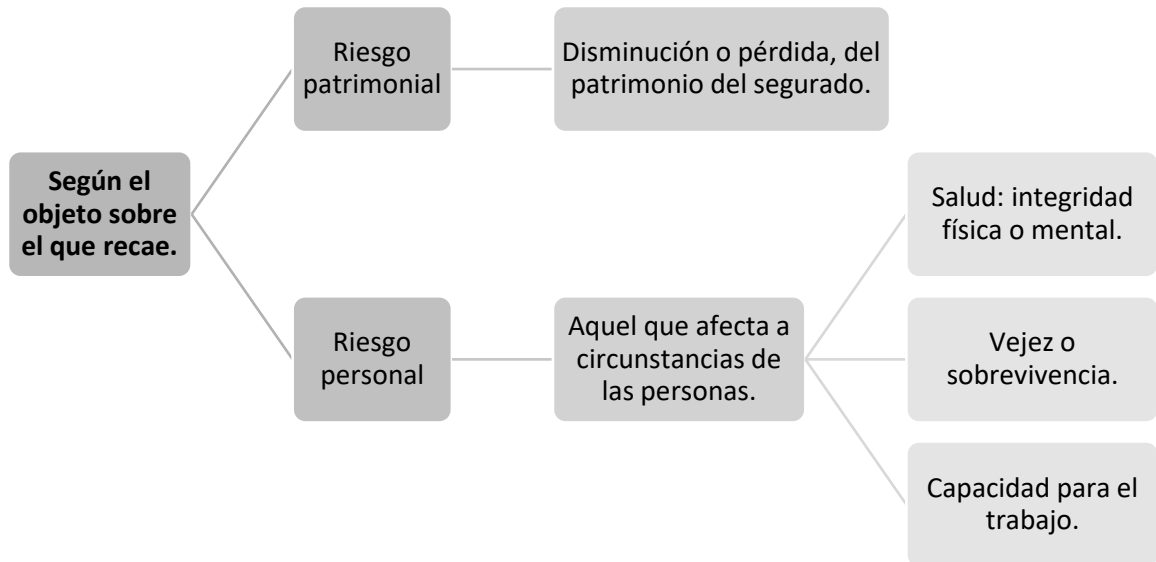 Según el
objeto sobre
el que recae.
Riesgo
patrimonial
Disminución o pérdida, del
patrimonio del segurado.
Riesgo
personal
Aquel que afecta a
circunstancias de
las personas.
Salud: integridad
física o mental.
Vejez o
sobrevivencia.
Capacidad para el
trabajo.